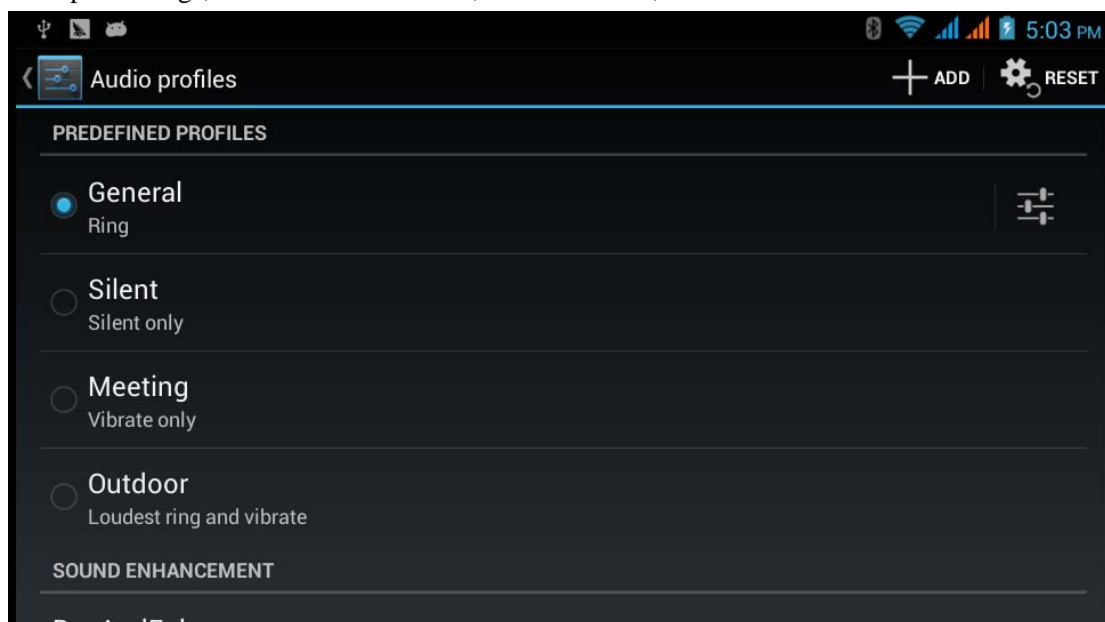 5:03 PM
Audio profiles
ADD
RESET
PREDEFINED PROFILES
General
Ring
Silent
Silent only
Meeting
Vibrate only
Outdoor
Loudest ring and vibrate
SOUND ENHANCEMENT